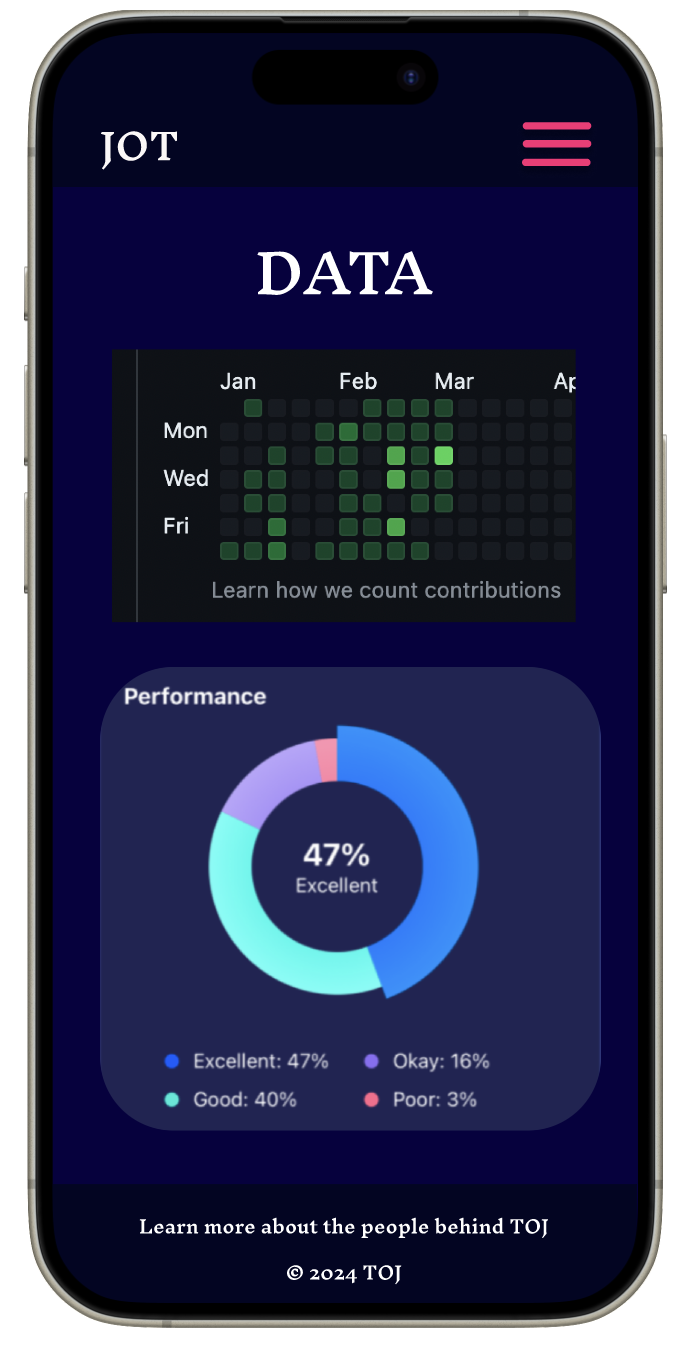 JOT
DATA
Jan Feb Mar Ap
Mon
Wed
Fri
Learn how we count contributions
Performance
47%
Excellent
Excellent: 47% Okay: 16%
Good: 40% Poor: 3%
Learn more about the people behind TOJ
© 2024 TOJ